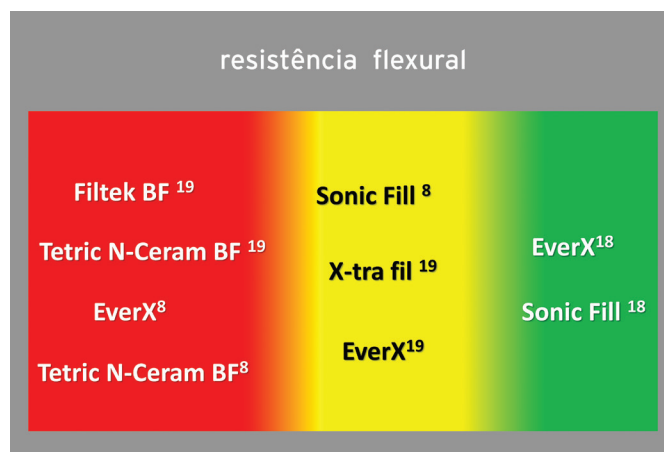 resistência flexural
Filtek BF 19
Tetric N-Ceram BF 19
EverX8
Tetric N-Ceram BF8
Sonic Fill 8
X-tra fil 19
EverX19
EverX18
Sonic Fill 18